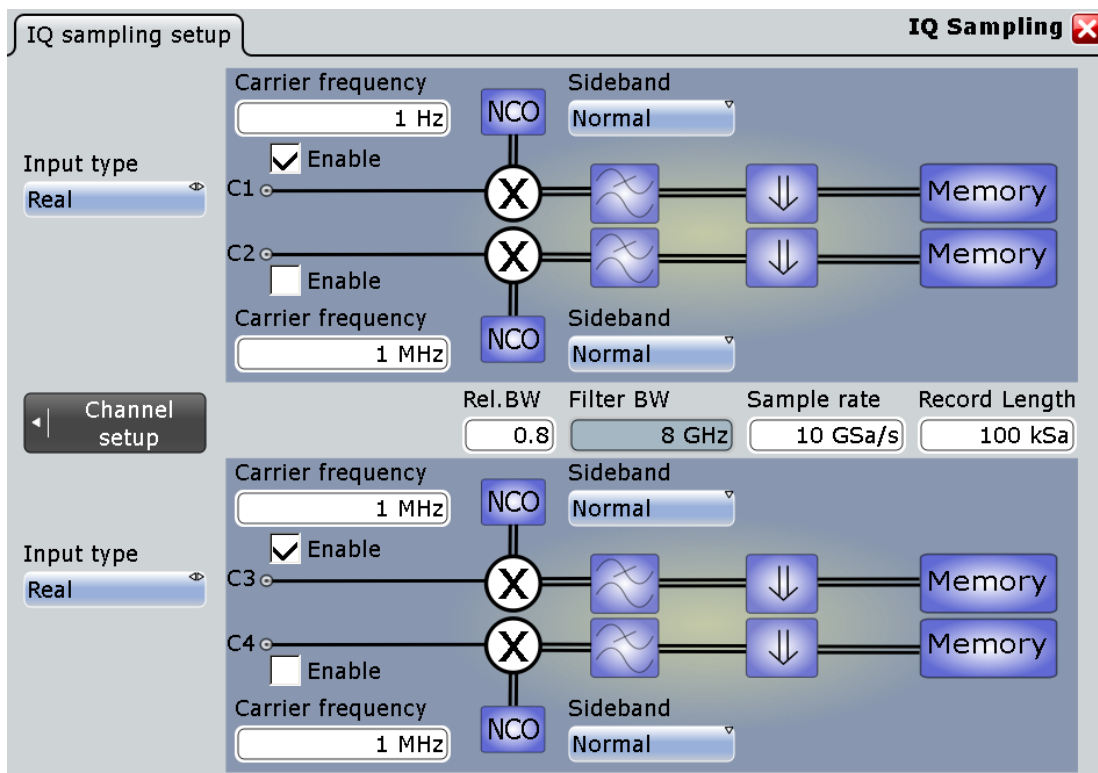 IQ sampling setup
IQ Sampling
Carrier frequency
1 Hz
NCO
Sideband
Normal
Enable
Input type
Real
C1
X
Memory
C2
X
Memory
Enable
Carrier frequency
1 MHz
NCO
Sideband
Normal
Channel
setup
Rel.BW
0.8
Filter BW
8 GHz
Sample rate
10 GSa/s
Record Length
100 kSa
Carrier frequency
1 MHz
NCO
Sideband
Normal
Enable
Input type
Real
C3
X
Memory
C4
X
Memory
Enable
Carrier frequency
1 MHz
NCO
Sideband
Normal